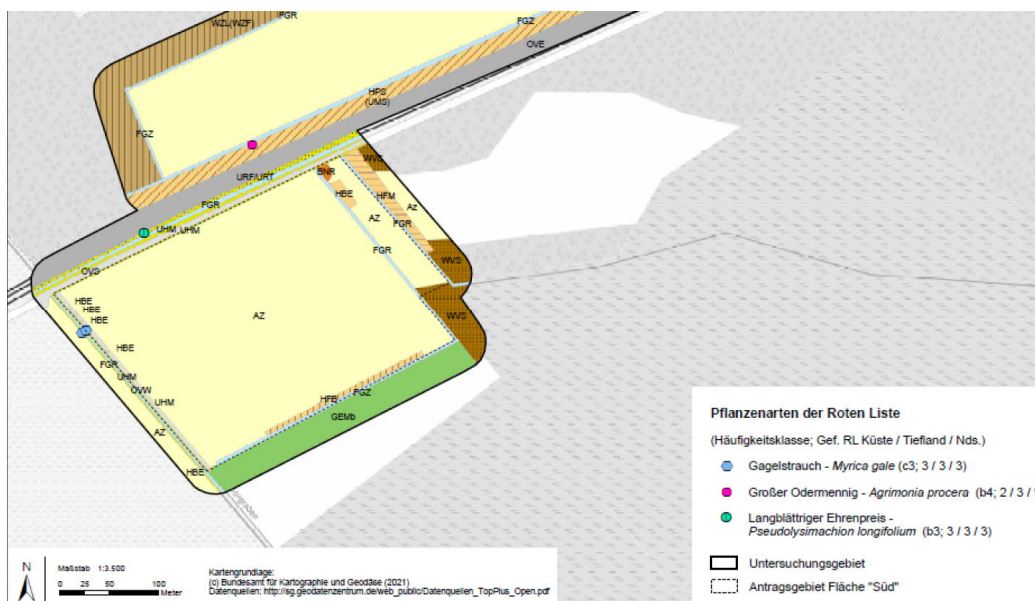 FGR
WZL(WZF)
FGZ
OVE
HPS
(UMS)
FGZ
WVS
BNR
URF/URT
HBE
HFM
Az
AZ
FGR
FGR
UHM UHM
FGR
WVS
OVS
HBE
HBE
HBE
AZ
WVS
HBE
FGR
UHM
OVW
UHM
FGZ
HFB
GEMb
AZ
HBE
Pflanzenarten der Roten Liste
(Häufigkeitsklasse; Gef. RL Küste / Tiefland / Nds.)
Gagelstrauch - Myrica gale (c3; 3 / 3 / 3)
Großer Odermennig - Agrimonia procera (b4; 2 / 3 /
Langblättriger Ehrenpreis -
Pseudolysimachion longifolium (b3; 3 / 3 / 3)
Untersuchungsgebiet
Antragsgebiet Fläche "Süd"
N
Maßstab 1:3.500
0 25 50 100
Meter
Kartengrundlage:
(c) Bundesamt für Kartographie und Geodäse (2021)
Datenquellen: http://sg.geodatenzentrum.de/web_public/Datenquellen_TopPlus_Open.pdf